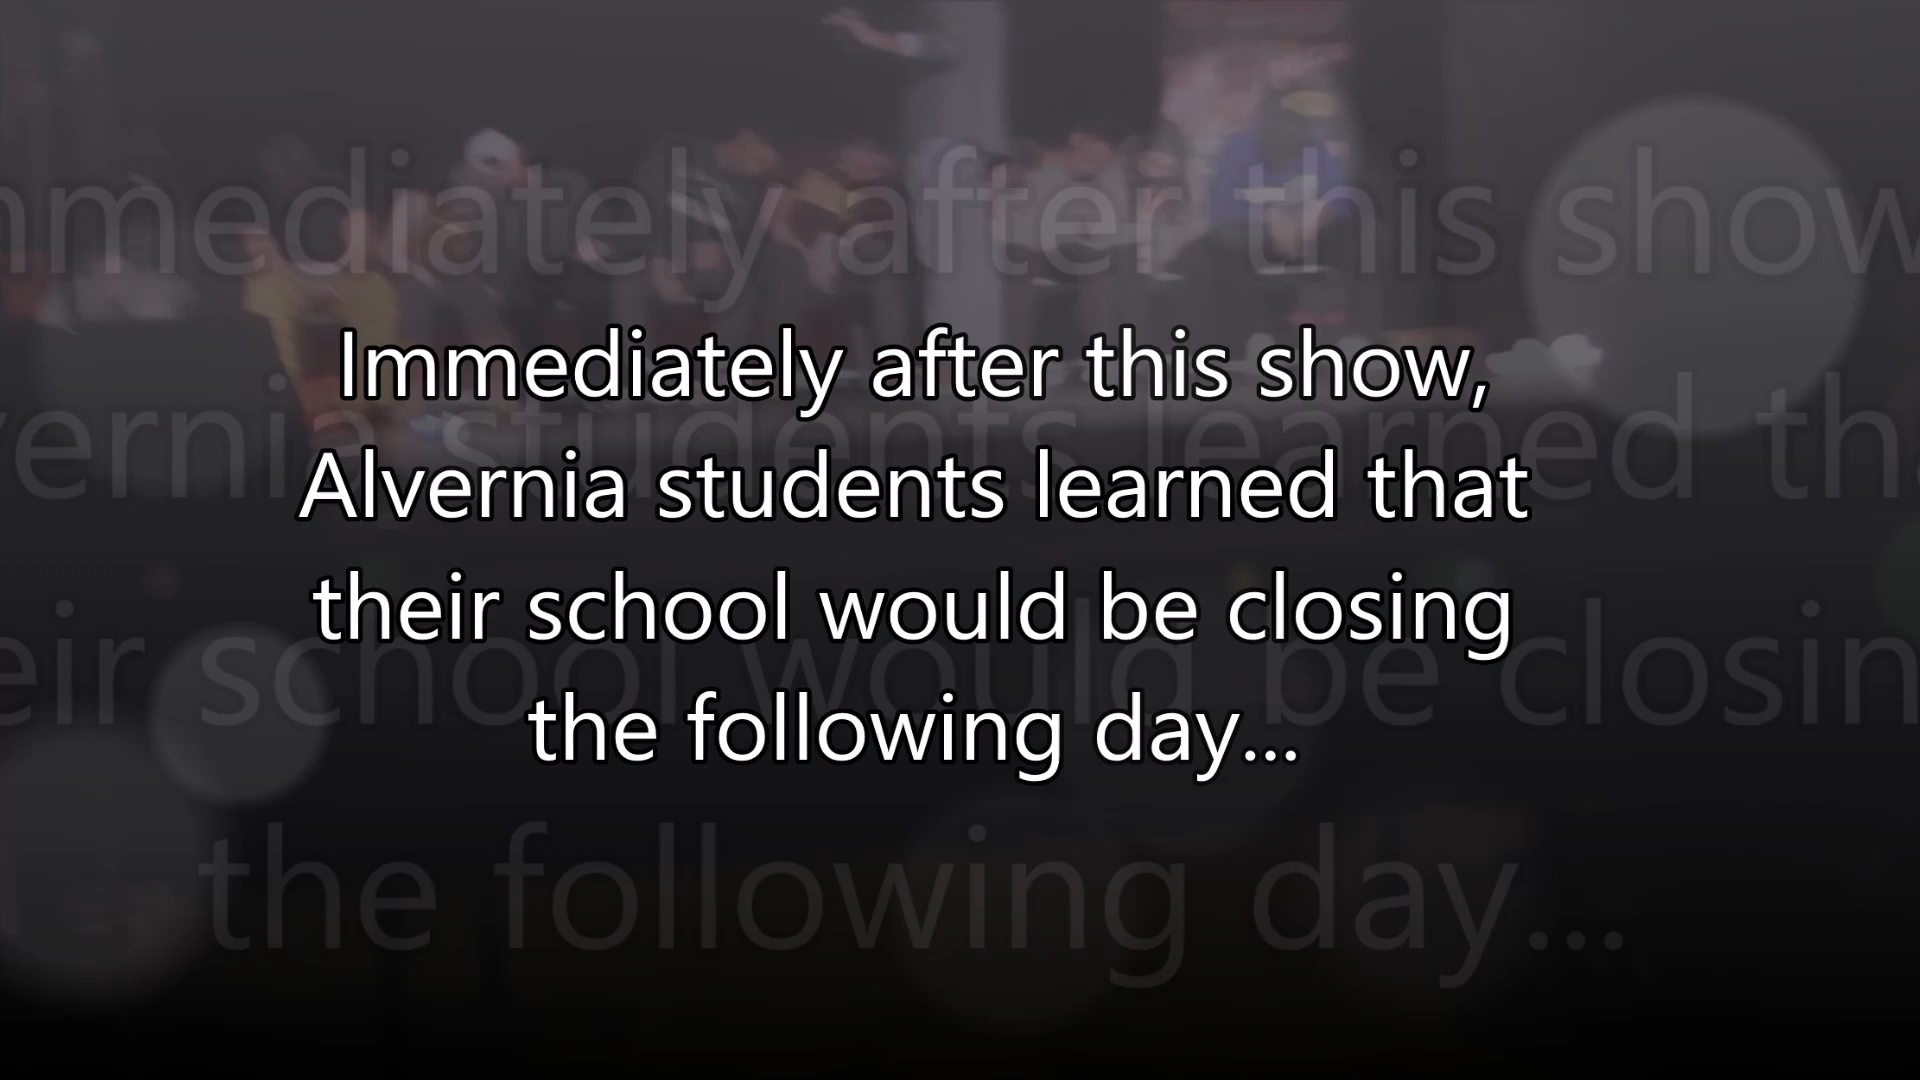 Immediately after this show,
Alvernia students learned that
their school would be closing
the following day...